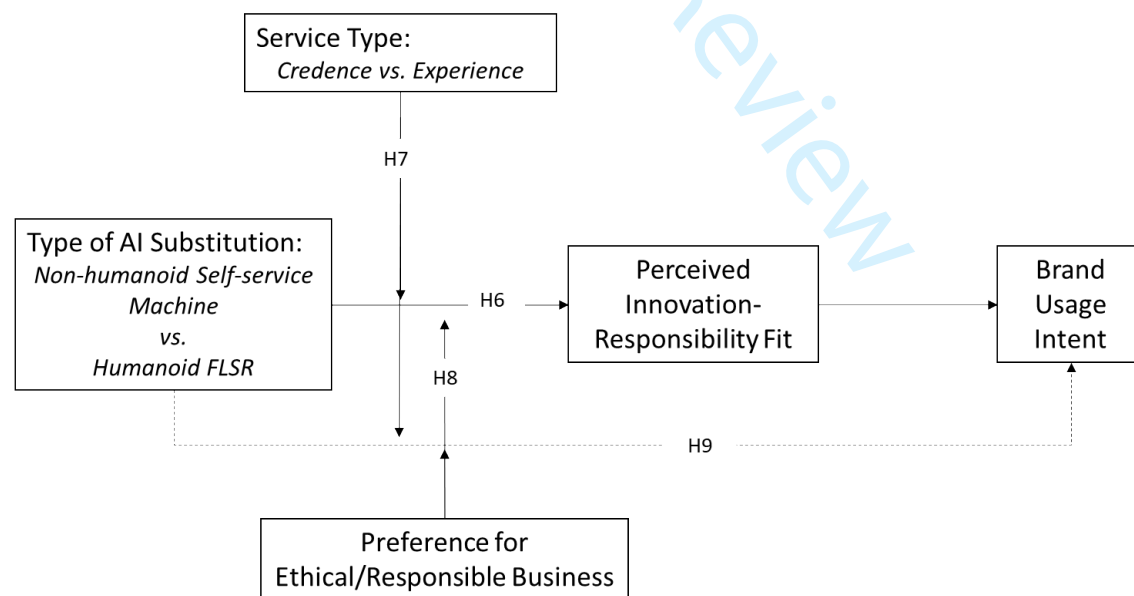 Service Type:
Credence vs. Experience
H7
Type of AI Substitution:
Non-humanoid Self-service
Machine
vs.
Humanoid FLSR
H6
Perceived
Innovation-
Responsibility Fit
Brand
Usage
Intent
H8
H9
Preference for
Ethical/Responsible Business